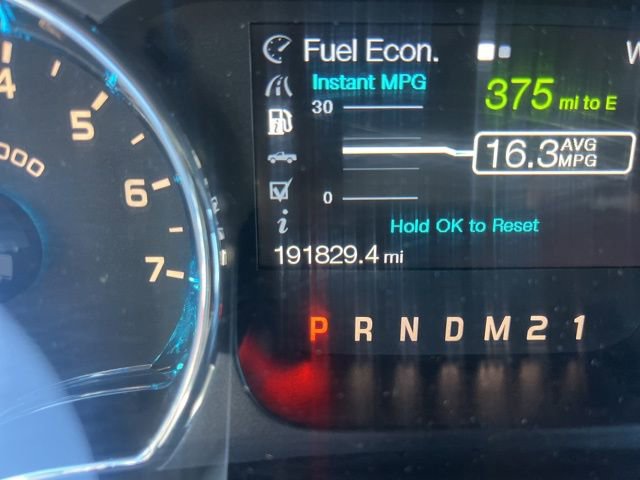 Fuel Econ.
W
Instant MPG
375 mi to E
30
16.3 AVG MPG
0
Hold OK to Reset
191829.4 mi
P R N D M 2 1
4
5
6
7
000